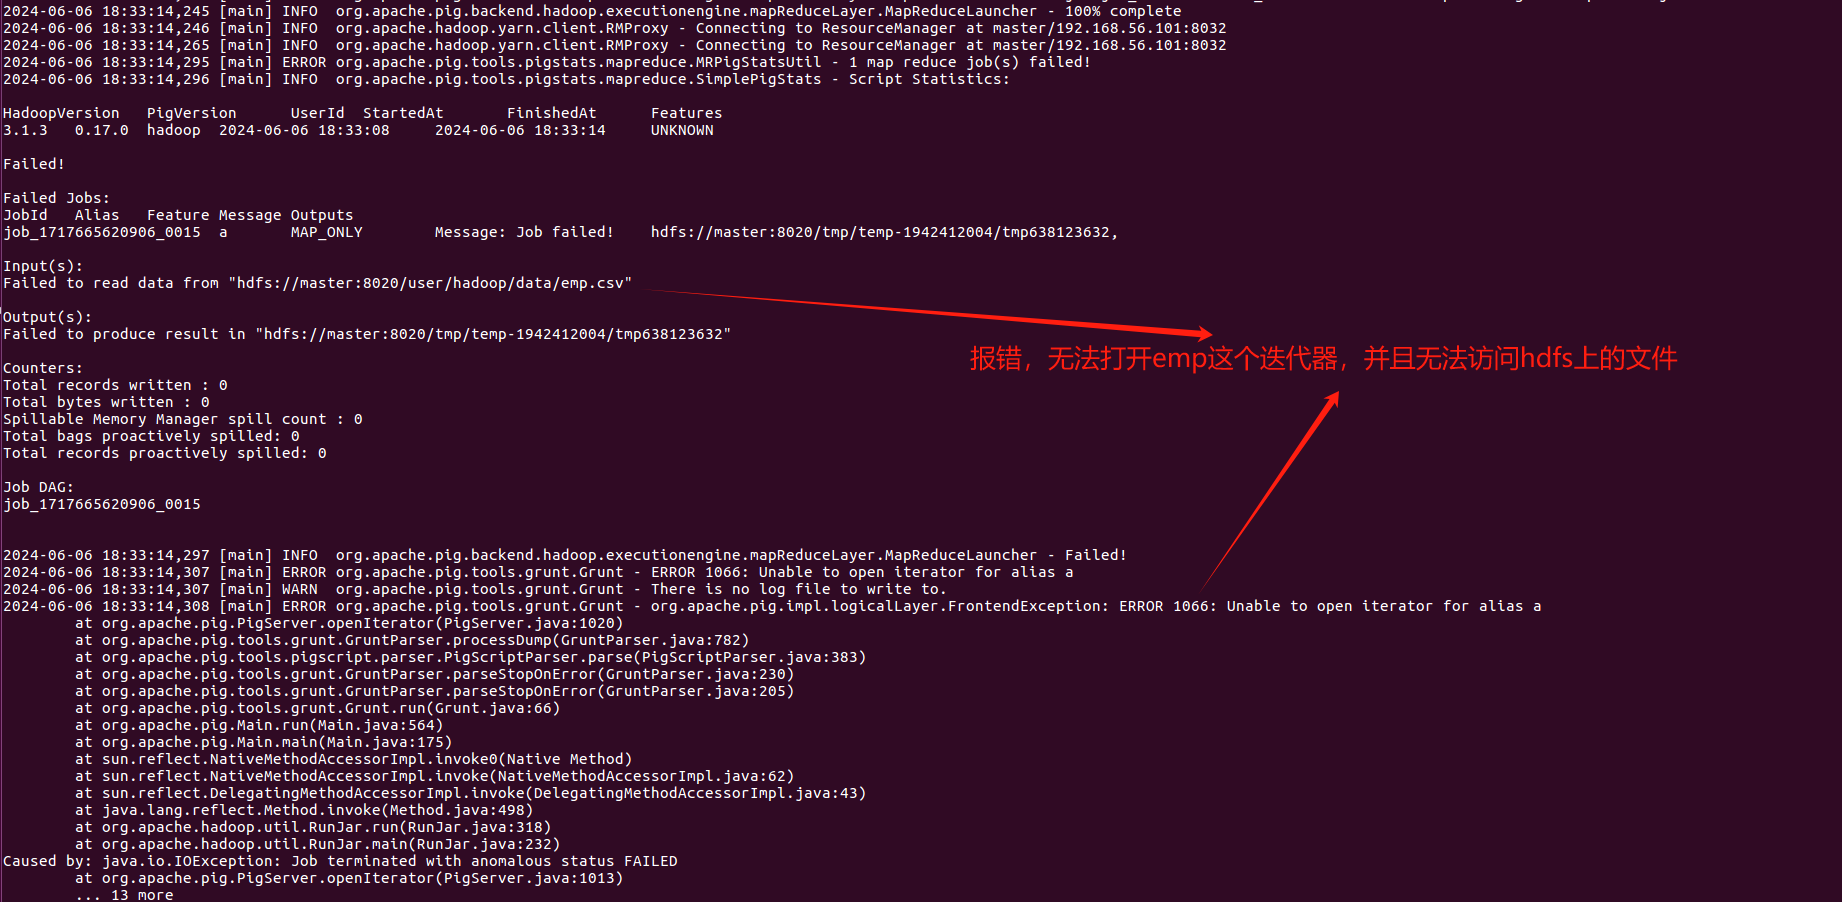 2024-06-06 18:33:14,245 [main] INFO  org.apache.pig.backend.hadoop.executionengine.mapReduceLayer.MapReduceLauncher - 100% complete
2024-06-06 18:33:14,246 [main] INFO  org.apache.hadoop.yarn.client.RMProxy - Connecting to ResourceManager at master/192.168.56.101:8032
2024-06-06 18:33:14,265 [main] INFO  org.apache.hadoop.yarn.client.RMProxy - Connecting to ResourceManager at master/192.168.56.101:8032
2024-06-06 18:33:14,295 [main] ERROR org.apache.pig.tools.pigstats.mapreduce.MRPigStatsUtil - 1 map reduce job(s) failed!
2024-06-06 18:33:14,296 [main] INFO  org.apache.pig.tools.pigstats.mapreduce.SimplePigStats - Script Statistics:
HadoopVersion   PigVersion      UserId  StartedAt       FinishedAt      Features
3.1.3   0.17.0  hadoop  2024-06-06 18:33:08     2024-06-06 18:33:14     UNKNOWN
Failed!
Failed Jobs:
JobId   Alias   Feature Message Outputs
job_1717665620906_0015  a       MAP_ONLY        Message: Job failed!    hdfs://master:8020/tmp/temp-1942412004/tmp638123632,
Input(s):
Failed to read data from "hdfs://master:8020/user/hadoop/data/emp.csv"
Output(s):
Failed to produce result in "hdfs://master:8020/tmp/temp-1942412004/tmp638123632"
报错，无法打开emp这个迭代器，并且无法访问hdfs上的文件
Counters:
Total records written : 0
Total bytes written : 0
Spillable Memory Manager spill count : 0
Total bags proactively spilled: 0
Total records proactively spilled: 0
Job DAG:
job_1717665620906_0015
2024-06-06 18:33:14,297 [main] INFO  org.apache.pig.backend.hadoop.executionengine.mapReduceLayer.MapReduceLauncher - Failed!
2024-06-06 18:33:14,307 [main] ERROR org.apache.pig.tools.grunt.Grunt - ERROR 1066: Unable to open iterator for alias a
2024-06-06 18:33:14,307 [main] WARN  org.apache.pig.tools.grunt.Grunt - There is no log file to write to.
2024-06-06 18:33:14,308 [main] ERROR org.apache.pig.tools.grunt.Grunt - org.apache.pig.impl.logicalLayer.FrontendException: ERROR 1066: Unable to open iterator for alias a
at org.apache.pig.PigServer.openIterator(PigServer.java:1020)
at org.apache.pig.tools.grunt.GruntParser.processDump(GruntParser.java:782)
at org.apache.pig.tools.pigscript.parser.PigScriptParser.parse(PigScriptParser.java:383)
at org.apache.pig.tools.grunt.GruntParser.parseStopOnError(GruntParser.java:230)
at org.apache.pig.tools.grunt.GruntParser.parseStopOnError(GruntParser.java:205)
at org.apache.pig.tools.grunt.Grunt.run(Grunt.java:66)
at org.apache.pig.Main.run(Main.java:564)
at org.apache.pig.Main.main(Main.java:175)
at sun.reflect.NativeMethodAccessorImpl.invoke0(Native Method)
at sun.reflect.NativeMethodAccessorImpl.invoke(NativeMethodAccessorImpl.java:62)
at sun.reflect.DelegatingMethodAccessorImpl.invoke(DelegatingMethodAccessorImpl.java:43)
at java.lang.reflect.Method.invoke(Method.java:498)
at org.apache.hadoop.util.RunJar.run(RunJar.java:318)
at org.apache.hadoop.util.RunJar.main(RunJar.java:232)
Caused by: java.io.IOException: Job terminated with anomalous status FAILED
at org.apache.pig.PigServer.openIterator(PigServer.java:1013)
... 13 more